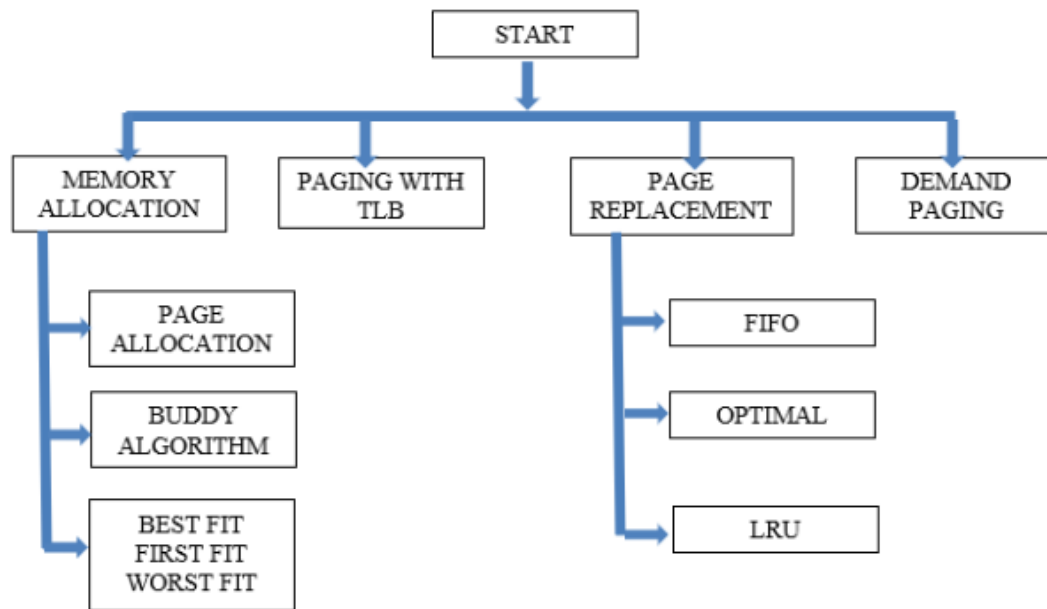 START
MEMORY
ALLOCATION
PAGING WITH
TLB
PAGE
REPLACEMENT
DEMAND
PAGING
PAGE
ALLOCATION
BUDDY
ALGORITHM
BEST FIT
FIRST FIT
WORST FIT
FIFO
OPTIMAL
LRU